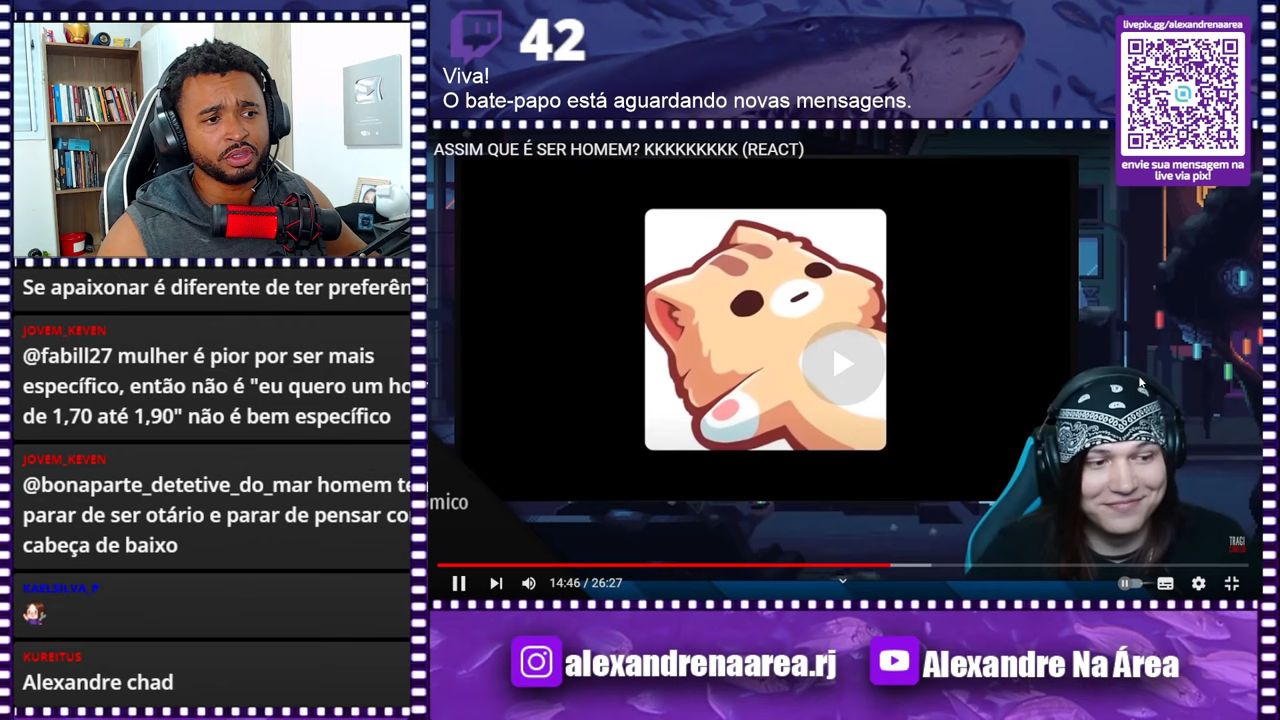 42
Viva!
O bate-papo está aguardando novas mensagens.
livepix.gg/alexandrenaarea
envie sua mensagem na
live via pix!
ASSIM QUE É SER HOMEM? KKKKKKKKK (REACT)
Se apaixonar é diferente de ter preferên
JOVEM_KEVEN
@fabill27 mulher é pior por ser mais
específico, então não é "eu quero um ho
de 1,70 até 1,90" não é bem específico
JOVEM_KEVEN
@bonaparte_detetive_do_mar homem te
parar de ser otário e parar de pensar co
cabeça de baixo
KAELSILVA_P
KUREITUS
Alexandre chad
mico
TRAGI
14:46 / 26:27
alexandrenaarea.rj
Alexandre Na Área